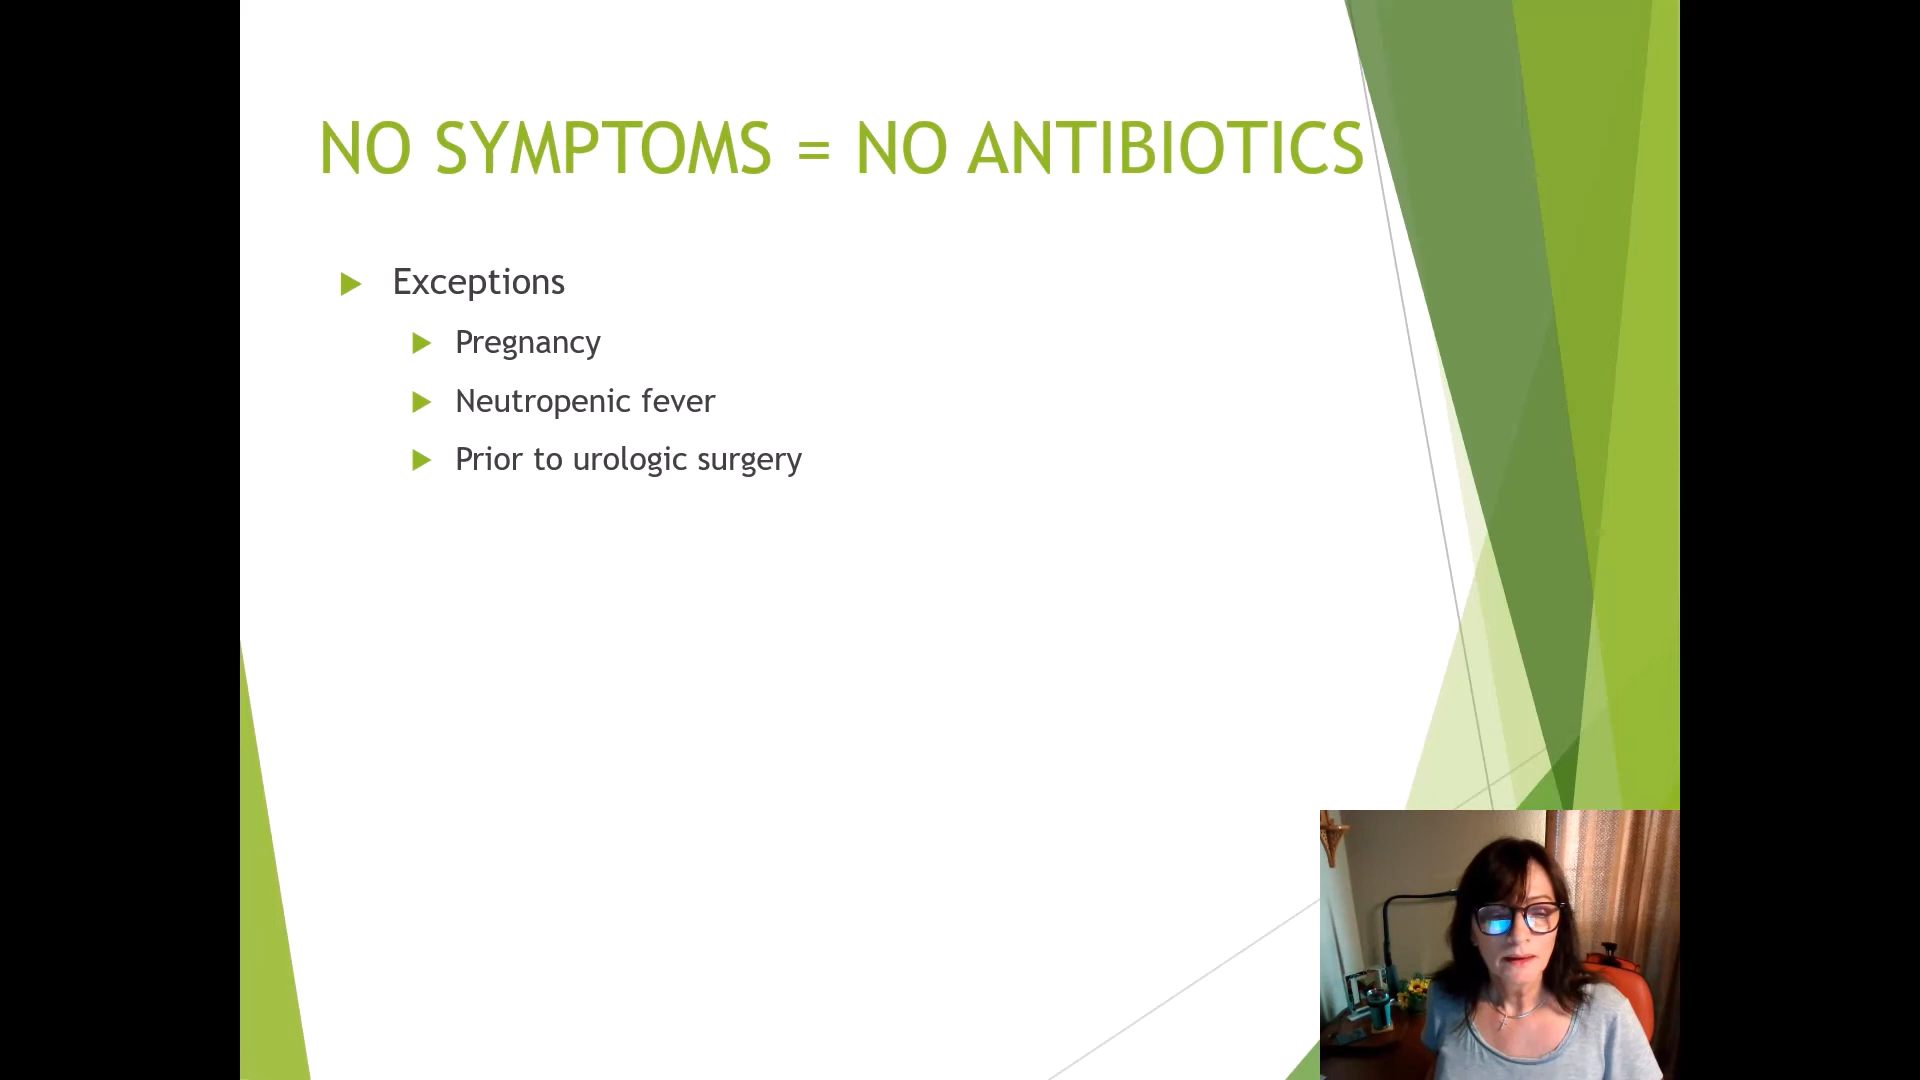 NO SYMPTOMS = NO ANTIBIOTICS
Exceptions
Pregnancy
Neutropenic fever
Prior to urologic surgery